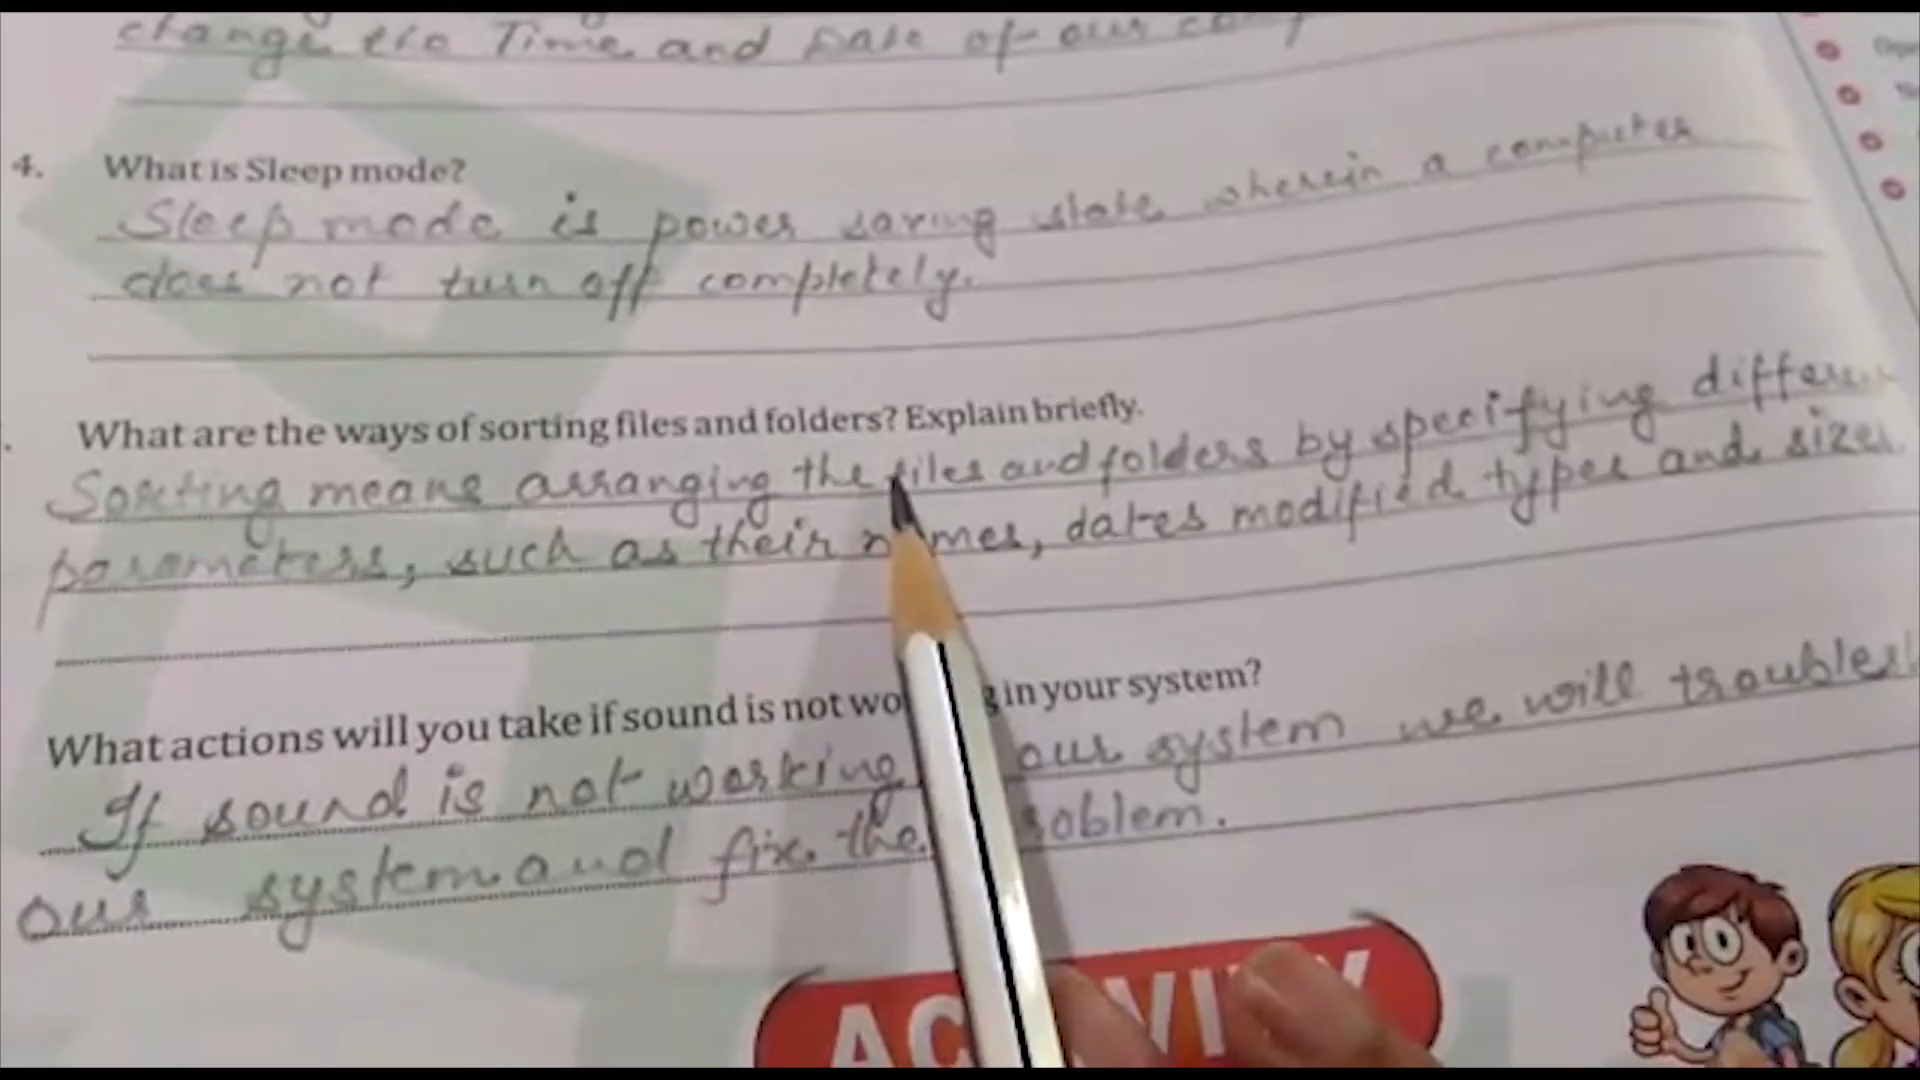 change the Time and Date of our
4. What is Sleep mode?
Sleep mode is power saving state wherein a computer
does not turn off completely.
What are the ways of sorting files and folders? Explain briefly.
Sorting means arranging the files and folders by specifying different
parameters, such as their names, dates modified, types and sizes.
What actions will you take if sound is not wo g in your system?
If sound is not working our system we will troubles
our system and fix the oblem.
ACTIVITY